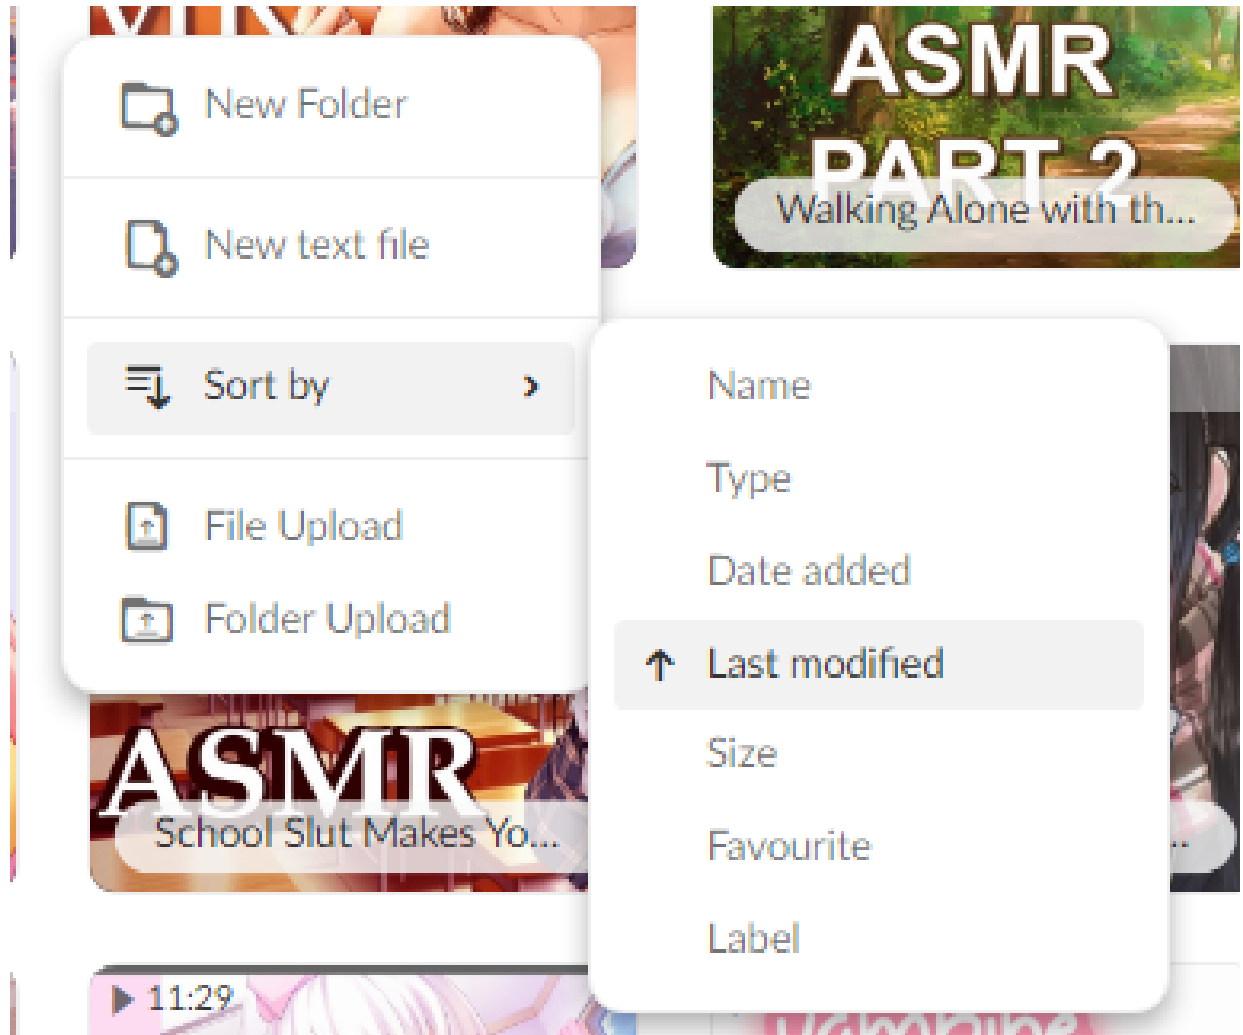 New Folder
ASMR
PART 2
Walking Alone with th...
New text file
Sort by
Name
Type
Date added
File Upload
Folder Upload
Last modified
Size
ASMR
School Slut Makes Yo...
Favourite
Label
11:29